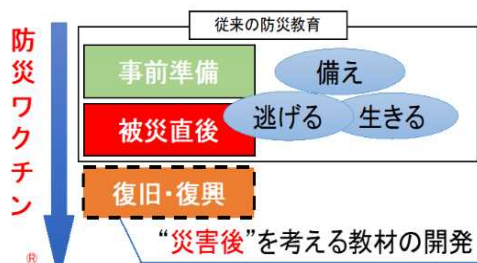 従来の防災教育
防災ワクチン®
事前準備
備え
被災直後
逃げる
生きる
復旧・復興
“災害後”を考える教材の開発